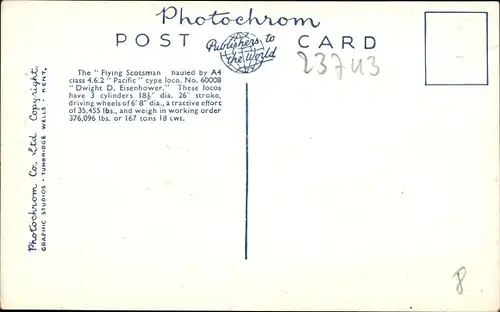 Photochrom
POST CARD
Publishers to
the World
23743
The "Flying Scotsman hauled by A4
class 4.6.2 "Pacific" type loco. No. 60008
"Dwight D. Eisenhower." These locos
have 3 cylinders 18½" dia. 26" stroke,
driving wheels of 6' 8" dia., a tractive effort
of 35,455 lbs., and weigh in working order
376,096 lbs. or 167 tons 18 cwt.
Photochrom Co. Ltd. Copyright.
GRAPHIC STUDIOS • TUNBRIDGE WELLS • KENT.
8